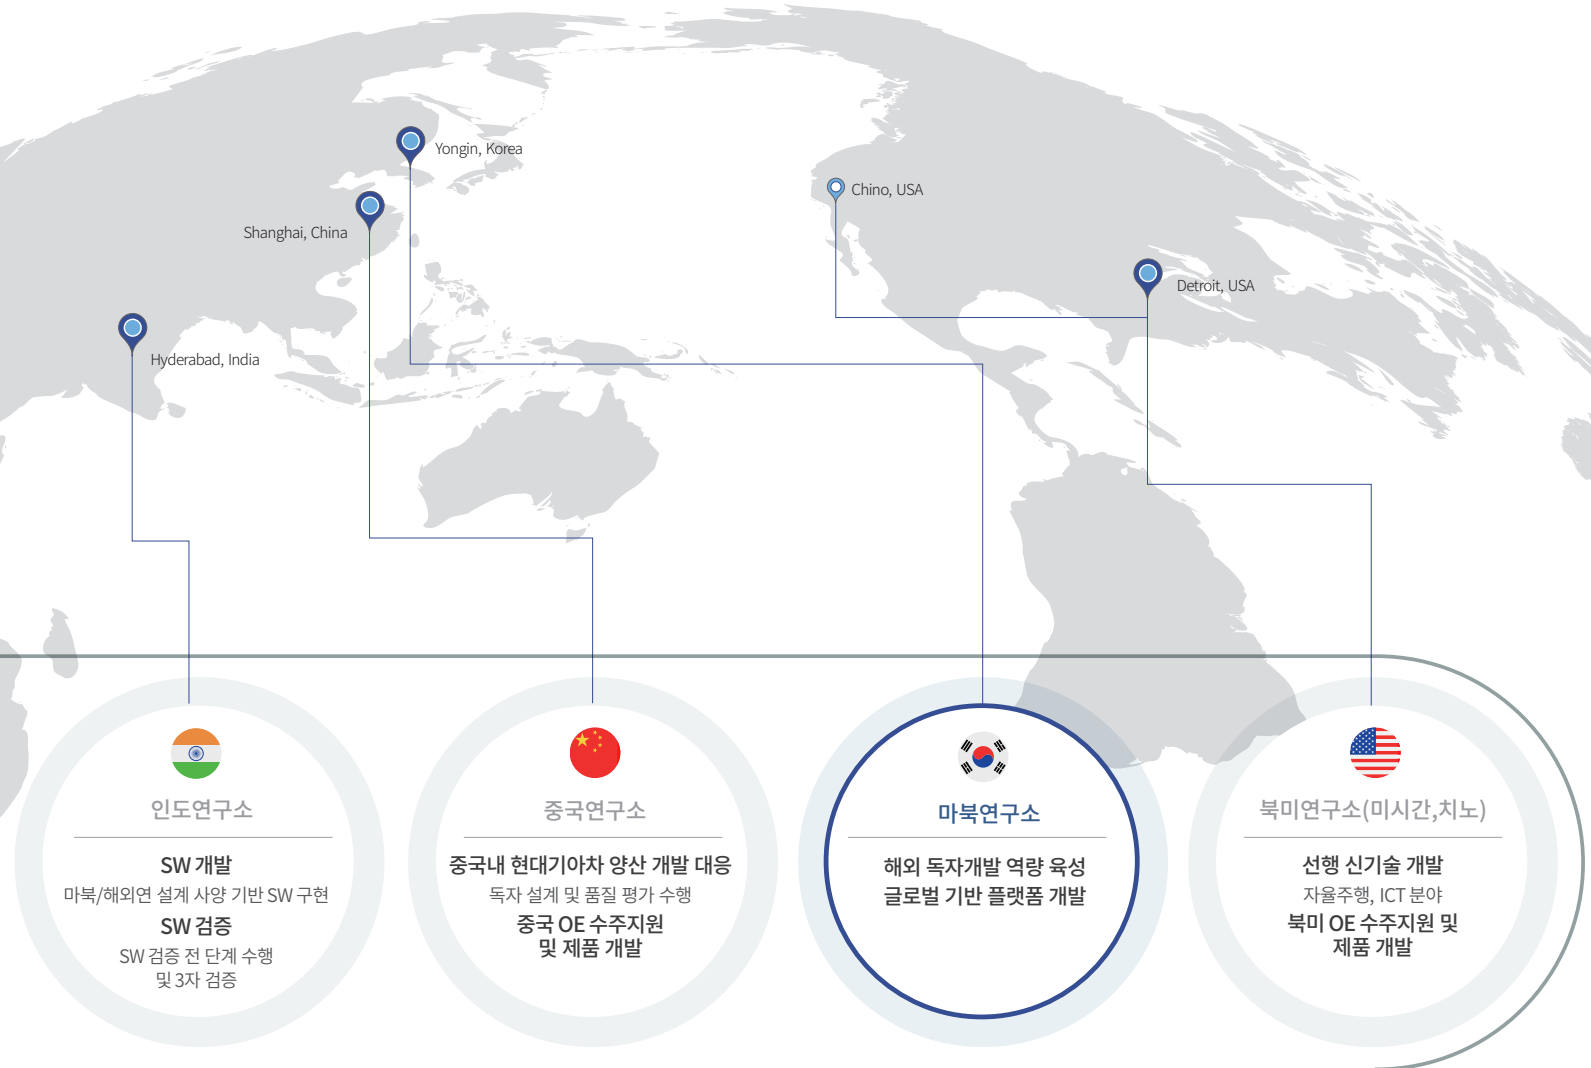 Yongin, Korea
Chino, USA
Shanghai, China
Detroit, USA
Hyderabad, India
인도연구소
SW 개발
마북/해외연 설계 사양 기반 SW 구현
SW 검증
SW 검증 전 단계 수행
및 3자 검증
중국연구소
중국내 현대기아차 양산 개발 대응
독자 설계 및 품질 평가 수행
중국 OE 수주지원
및 제품 개발
마북연구소
해외 독자개발 역량 육성
글로벌 기반 플랫폼 개발
북미연구소(미시간,치노)
선행 신기술 개발
자율주행, ICT 분야
북미 OE 수주지원 및
제품 개발